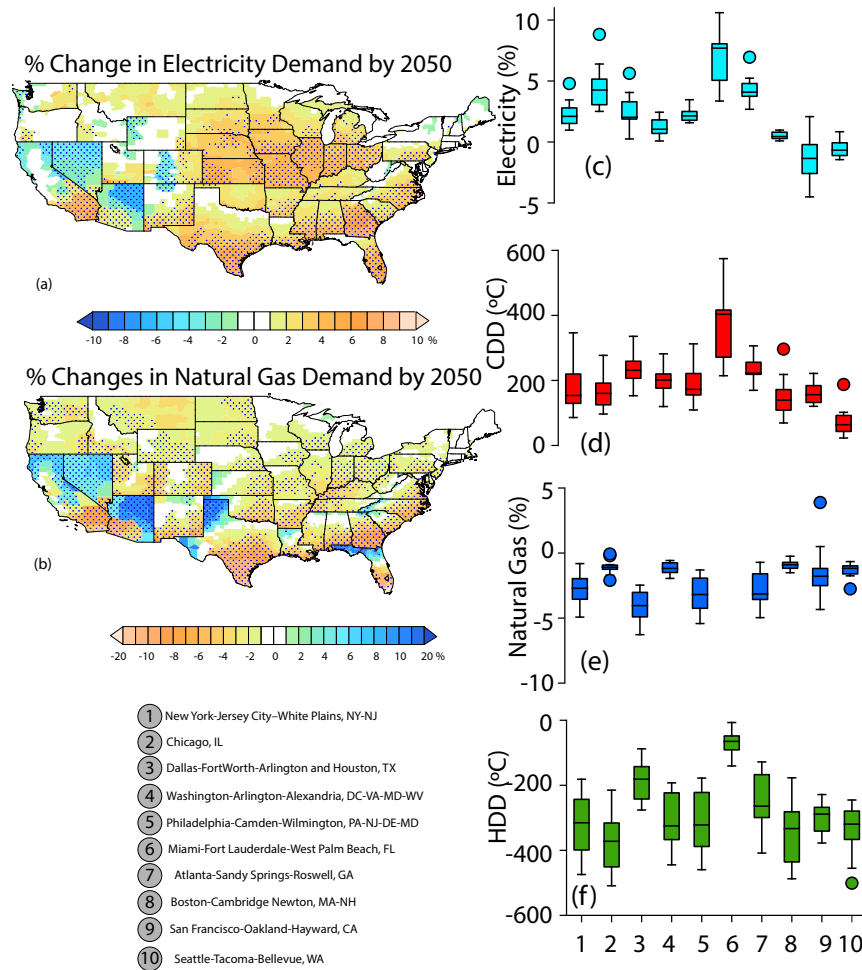 % Change in Electricity Demand by 2050
(a)
-10 -8 -6 -4 -2 0 2 4 6 8 10 %
% Changes in Natural Gas Demand by 2050
(b)
-20 -10 -8 -6 -4 -2 0 2 4 6 8 10 20 %
1 New York-Jersey City–White Plains, NY-NJ
2 Chicago, IL
3 Dallas-FortWorth-Arlington and Houston, TX
4 Washington-Arlington-Alexandria, DC-VA-MD-WV
5 Philadelphia-Camden-Wilmington, PA-NJ-DE-MD
6 Miami-Fort Lauderdale-West Palm Beach, FL
7 Atlanta-Sandy Springs-Roswell, GA
8 Boston-Cambridge Newton, MA-NH
9 San Francisco-Oakland-Hayward, CA
10 Seattle-Tacoma-Bellevue, WA
Electricity (%)
10
5
0
-5
(c)
CDD (ºC)
600
400
200
0
(d)
Natural Gas (%)
5
0
-5
-10
(e)
HDD (ºC)
0
-200
-400
-600
(f)
1 2 3 4 5 6 7 8 9 10